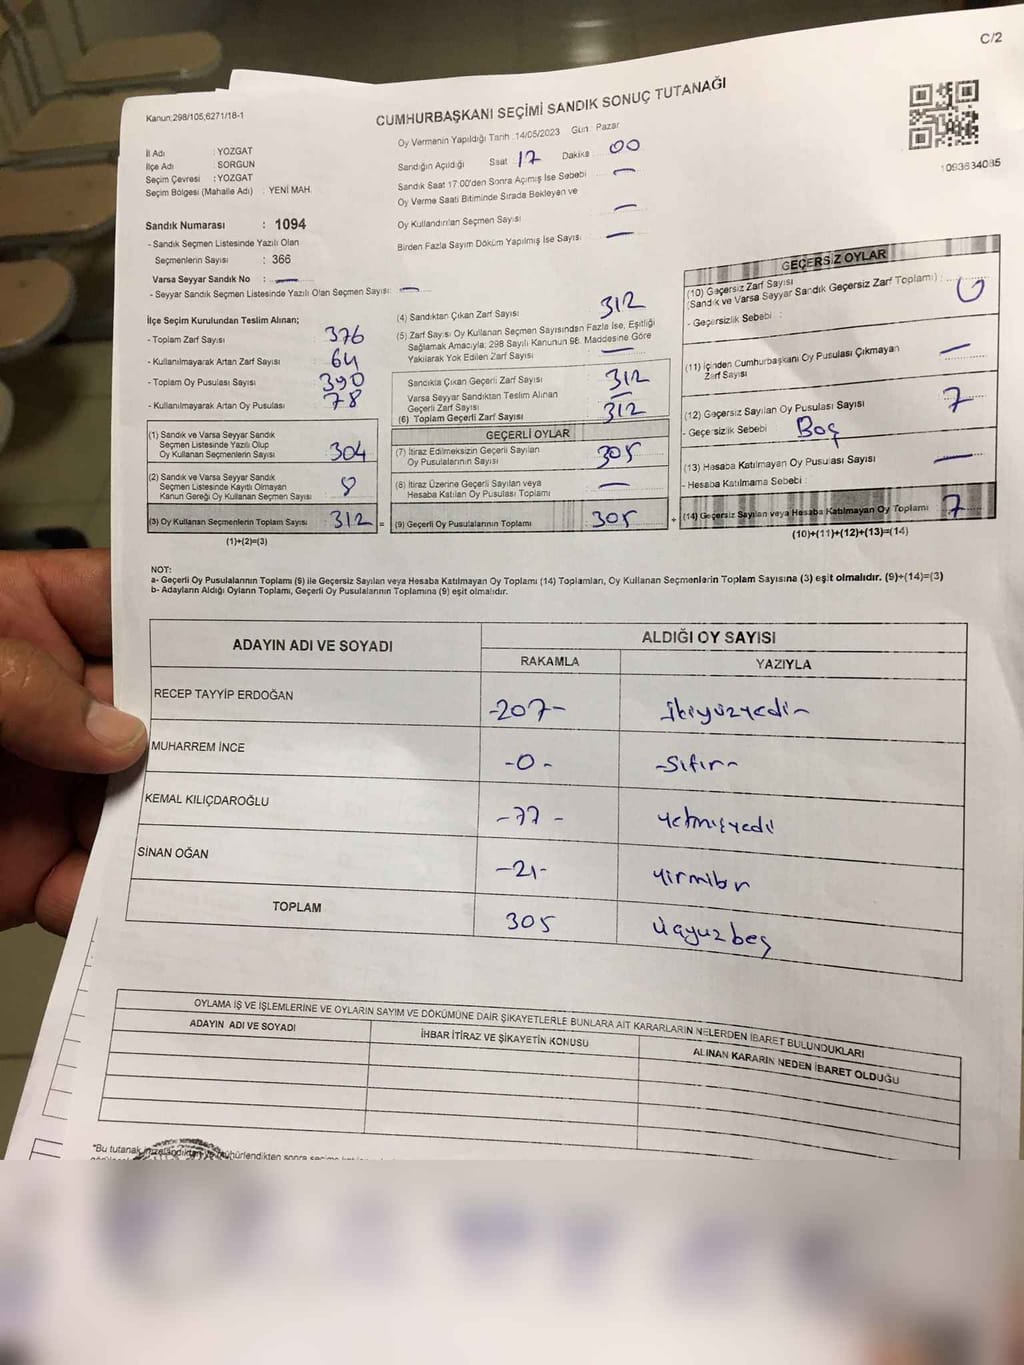 C/2
Kanun:298/105,6271/18-1
CUMHURBAŞKANI SEÇİMİ SANDIK SONUÇ TUTANAĞI
1093634085
İl Adı : YOZGAT
İlçe Adı : SORGUN
Seçim Çevresi : YOZGAT
Seçim Bölgesi (Mahalle Adı) : YENİ MAH.
Oy Vermenin Yapıldığı Tarih :14/05/2023 Gün : Pazar
Sandığın Açıldığı Saat : 17 Dakika : 00
Sandık Saat 17:00'den Sonra Açımış İse Sebebi : —
Oy Verme Saati Bitiminde Sırada Bekleyen ve
Oy Kullandırılan Seçmen Sayısı : —
Birden Fazla Sayım Döküm Yapılmış İse Sayısı : —
Sandık Numarası : 1094
- Sandık Seçmen Listesinde Yazılı Olan
Seçmenlerin Sayısı : 366
Varsa Seyyar Sandık No : —
- Seyyar Sandık Seçmen Listesinde Yazılı Olan Seçmen Sayısı: —
İlçe Seçim Kurulundan Teslim Alınan;
- Toplam Zarf Sayısı : 376
- Kullanılmayarak Artan Zarf Sayısı : 64
- Toplam Oy Pusulası Sayısı : 390
- Kullanılmayarak Artan Oy Pusulası : 78
(1) Sandık ve Varsa Seyyar Sandık
Seçmen Listesinde Yazılı Olup
Oy Kullanan Seçmenlerin Sayısı : 304
(2) Sandık ve Varsa Seyyar Sandık
Seçmen Listesinde Kayıtlı Olmayan
Kanun Gereği Oy Kullanan Seçmen Sayısı : 8
(3) Oy Kullanan Seçmenlerin Toplam Sayısı : 312 =
(1)+(2)=(3)
(4) Sandıktan Çıkan Zarf Sayısı : 312
(5) Zarf Sayısı Oy Kullanan Seçmen Sayısından Fazla İse, Eşitliği
Sağlamak Amacıyla; 298 Sayılı Kanunun 98. Maddesine Göre
Yakılarak Yok Edilen Zarf Sayısı : —
Sandıkta Çıkan Geçerli Zarf Sayısı : 312
Varsa Seyyar Sandıktan Teslim Alınan
Geçerli Zarf Sayısı : —
(6) Toplam Geçerli Zarf Sayısı : 312
GEÇERLİ OYLAR
(7) İtiraz Edilmeksizin Geçerli Sayılan
Oy Pusulalarının Sayısı : 305
(8) İtiraz Üzerine Geçerli Sayılan veya
Hesaba Katılan Oy Pusulası Toplamı : —
(9) Geçerli Oy Pusulalarının Toplamı : 305 +
GEÇERSİZ OYLAR
(10) Geçersiz Zarf Sayısı
(Sandık ve Varsa Seyyar Sandık Geçersiz Zarf Toplamı) : 0
- Geçersizlik Sebebi :
(11) İçinden Cumhurbaşkanı Oy Pusulası Çıkmayan
Zarf Sayısı : —
(12) Geçersiz Sayılan Oy Pusulası Sayısı : 7
- Geçersizlik Sebebi : Boş
(13) Hesaba Katılmayan Oy Pusulası Sayısı : —
- Hesaba Katılmama Sebebi :
(14) Geçersiz Sayılan veya Hesaba Katılmayan Oy Toplamı : 7
(10)+(11)+(12)+(13)=(14)
NOT:
a- Geçerli Oy Pusulalarının Toplamı (9) ile Geçersiz Sayılan veya Hesaba Katılmayan Oy Toplamı (14) Toplamları, Oy Kullanan Seçmenlerin Toplam Sayısına (3) eşit olmalıdır. (9)+(14)=(3)
b- Adayların Aldığı Oyların Toplamı, Geçerli Oy Pusulalarının Toplamına (9) eşit olmalıdır.
ADAYIN ADI VE SOYADI ALDIĞI OY SAYISI
RAKAMLA YAZIYLA
RECEP TAYYİP ERDOĞAN -207- ikiyüzyedi-
MUHARREM İNCE -0- -Sıfır-
KEMAL KILIÇDAROĞLU -77- yetmişyedi
SİNAN OĞAN -21- yirmibir
TOPLAM 305 üçyüzbeş
OYLAMA İŞ VE İŞLEMLERİNE VE OYLARIN SAYIM VE DÖKÜMÜNE DAİR ŞİKAYETLERLE BUNLARA AİT KARARLARIN NELERDEN İBARET BULUNDUKLARI
ADAYIN ADI VE SOYADI İHBAR İTİRAZ VE ŞİKAYETİN KONUSU ALINAN KARARIN NEDEN İBARET OLDUĞU
*Bu tutanak imzalandıktan ve mühürlendikten sonra